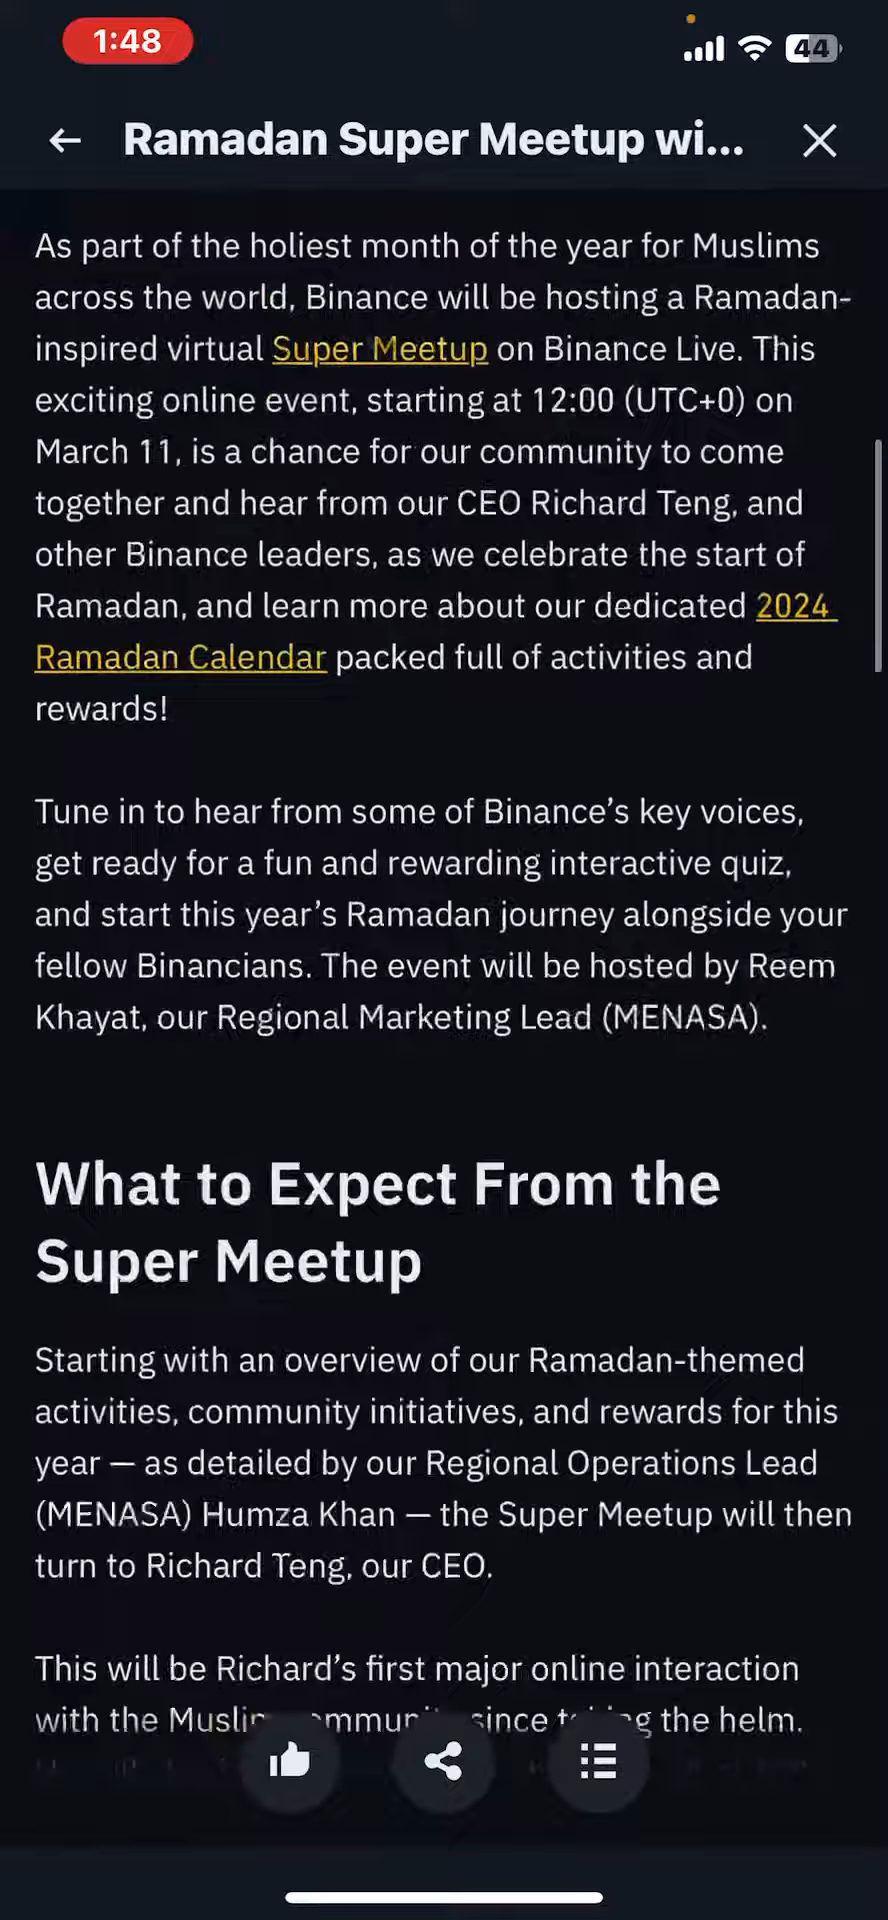 1:48
44
Ramadan Super Meetup wi...
As part of the holiest month of the year for Muslims
across the world, Binance will be hosting a Ramadan-
inspired virtual Super Meetup on Binance Live. This
exciting online event, starting at 12:00 (UTC+0) on
March 11, is a chance for our community to come
together and hear from our CEO Richard Teng, and
other Binance leaders, as we celebrate the start of
Ramadan, and learn more about our dedicated 2024
Ramadan Calendar packed full of activities and
rewards!
Tune in to hear from some of Binance’s key voices,
get ready for a fun and rewarding interactive quiz,
and start this year’s Ramadan journey alongside your
fellow Binancians. The event will be hosted by Reem
Khayat, our Regional Marketing Lead (MENASA).
What to Expect From the
Super Meetup
Starting with an overview of our Ramadan-themed
activities, community initiatives, and rewards for this
year — as detailed by our Regional Operations Lead
(MENASA) Humza Khan — the Super Meetup will then
turn to Richard Teng, our CEO.
This will be Richard’s first major online interaction
with the Muslim community since taking the helm.